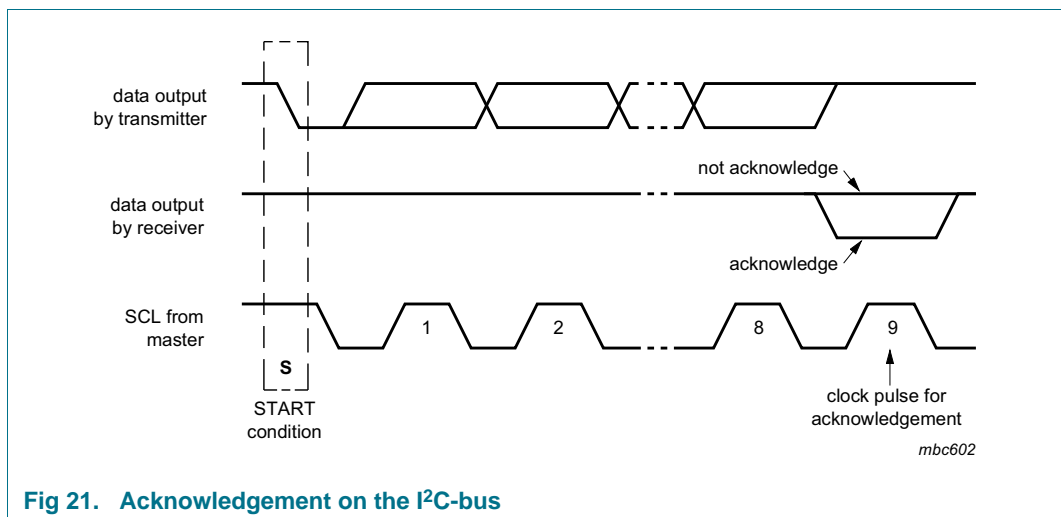 data output
by transmitter
not acknowledge
data output
by receiver
acknowledge
SCL from
master
1
2
8
9
S
START
condition
clock pulse for
acknowledgement
mbc602
Fig 21. Acknowledgement on the I²C-bus